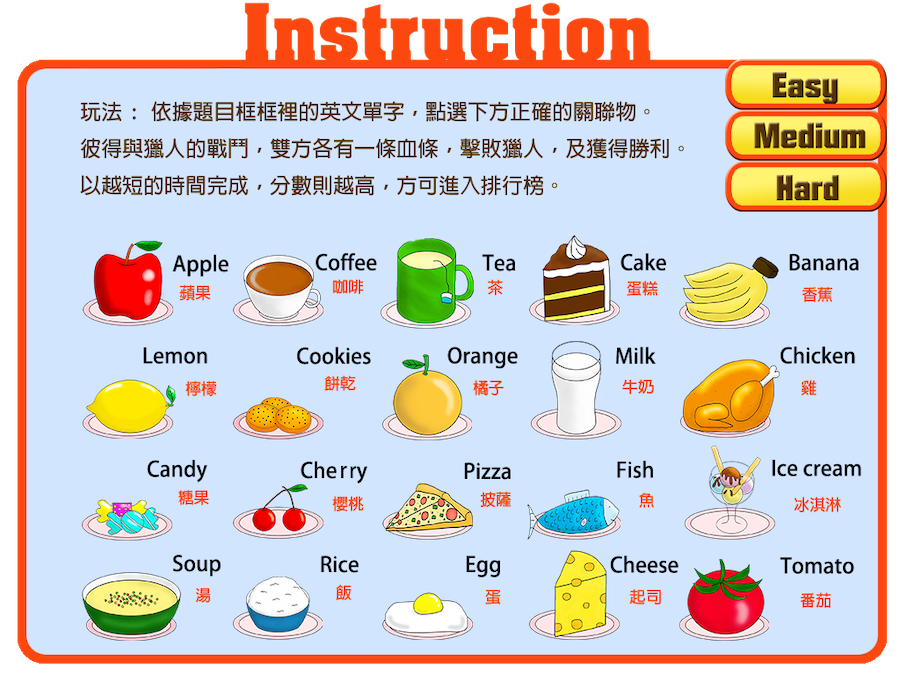 Instruction
Easy
Medium
Hard
玩法： 依據題目框框裡的英文單字，點選下方正確的關聯物。
彼得與獵人的戰鬥，雙方各有一條血條，擊敗獵人，及獲得勝利。
以越短的時間完成，分數則越高，方可進入排行榜。
Apple
蘋果
Coffee
咖啡
Tea
茶
Cake
蛋糕
Banana
香蕉
Lemon
檸檬
Cookies
餅乾
Orange
橘子
Milk
牛奶
Chicken
雞
Candy
糖果
Cherry
櫻桃
Pizza
披薩
Fish
魚
Ice cream
冰淇淋
Soup
湯
Rice
飯
Egg
蛋
Cheese
起司
Tomato
番茄